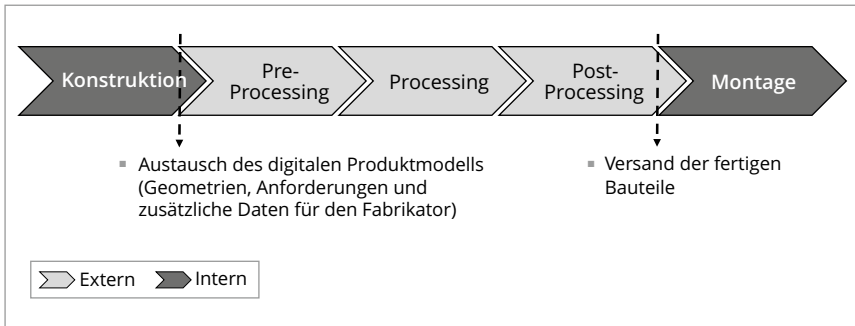 Konstruktion
Pre-
Processing
Processing
Post-
Processing
Montage
Austausch des digitalen Produktmodells
(Geometrien, Anforderungen und
zusätzliche Daten für den Fabrikator)
Versand der fertigen
Bauteile
Extern
Intern